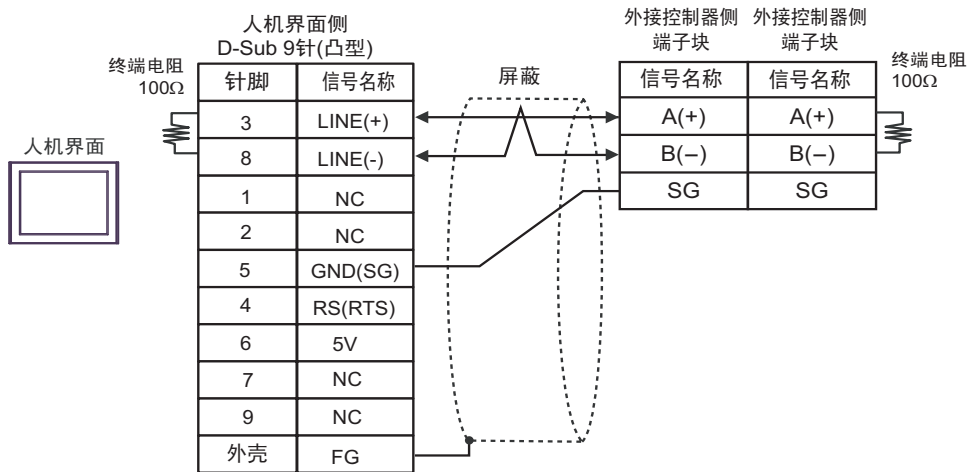 人机界面侧
D-Sub 9针(凸型)
外接控制器侧 外接控制器侧
端子块 端子块
终端电阻
100Ω
针脚 信号名称
屏蔽
信号名称 信号名称
终端电阻
100Ω
3 LINE(+)
A(+) A(+)
人机界面
8 LINE(-)
B(–) B(–)
1 NC
SG SG
2 NC
5 GND(SG)
4 RS(RTS)
6 5V
7 NC
9 NC
外壳 FG